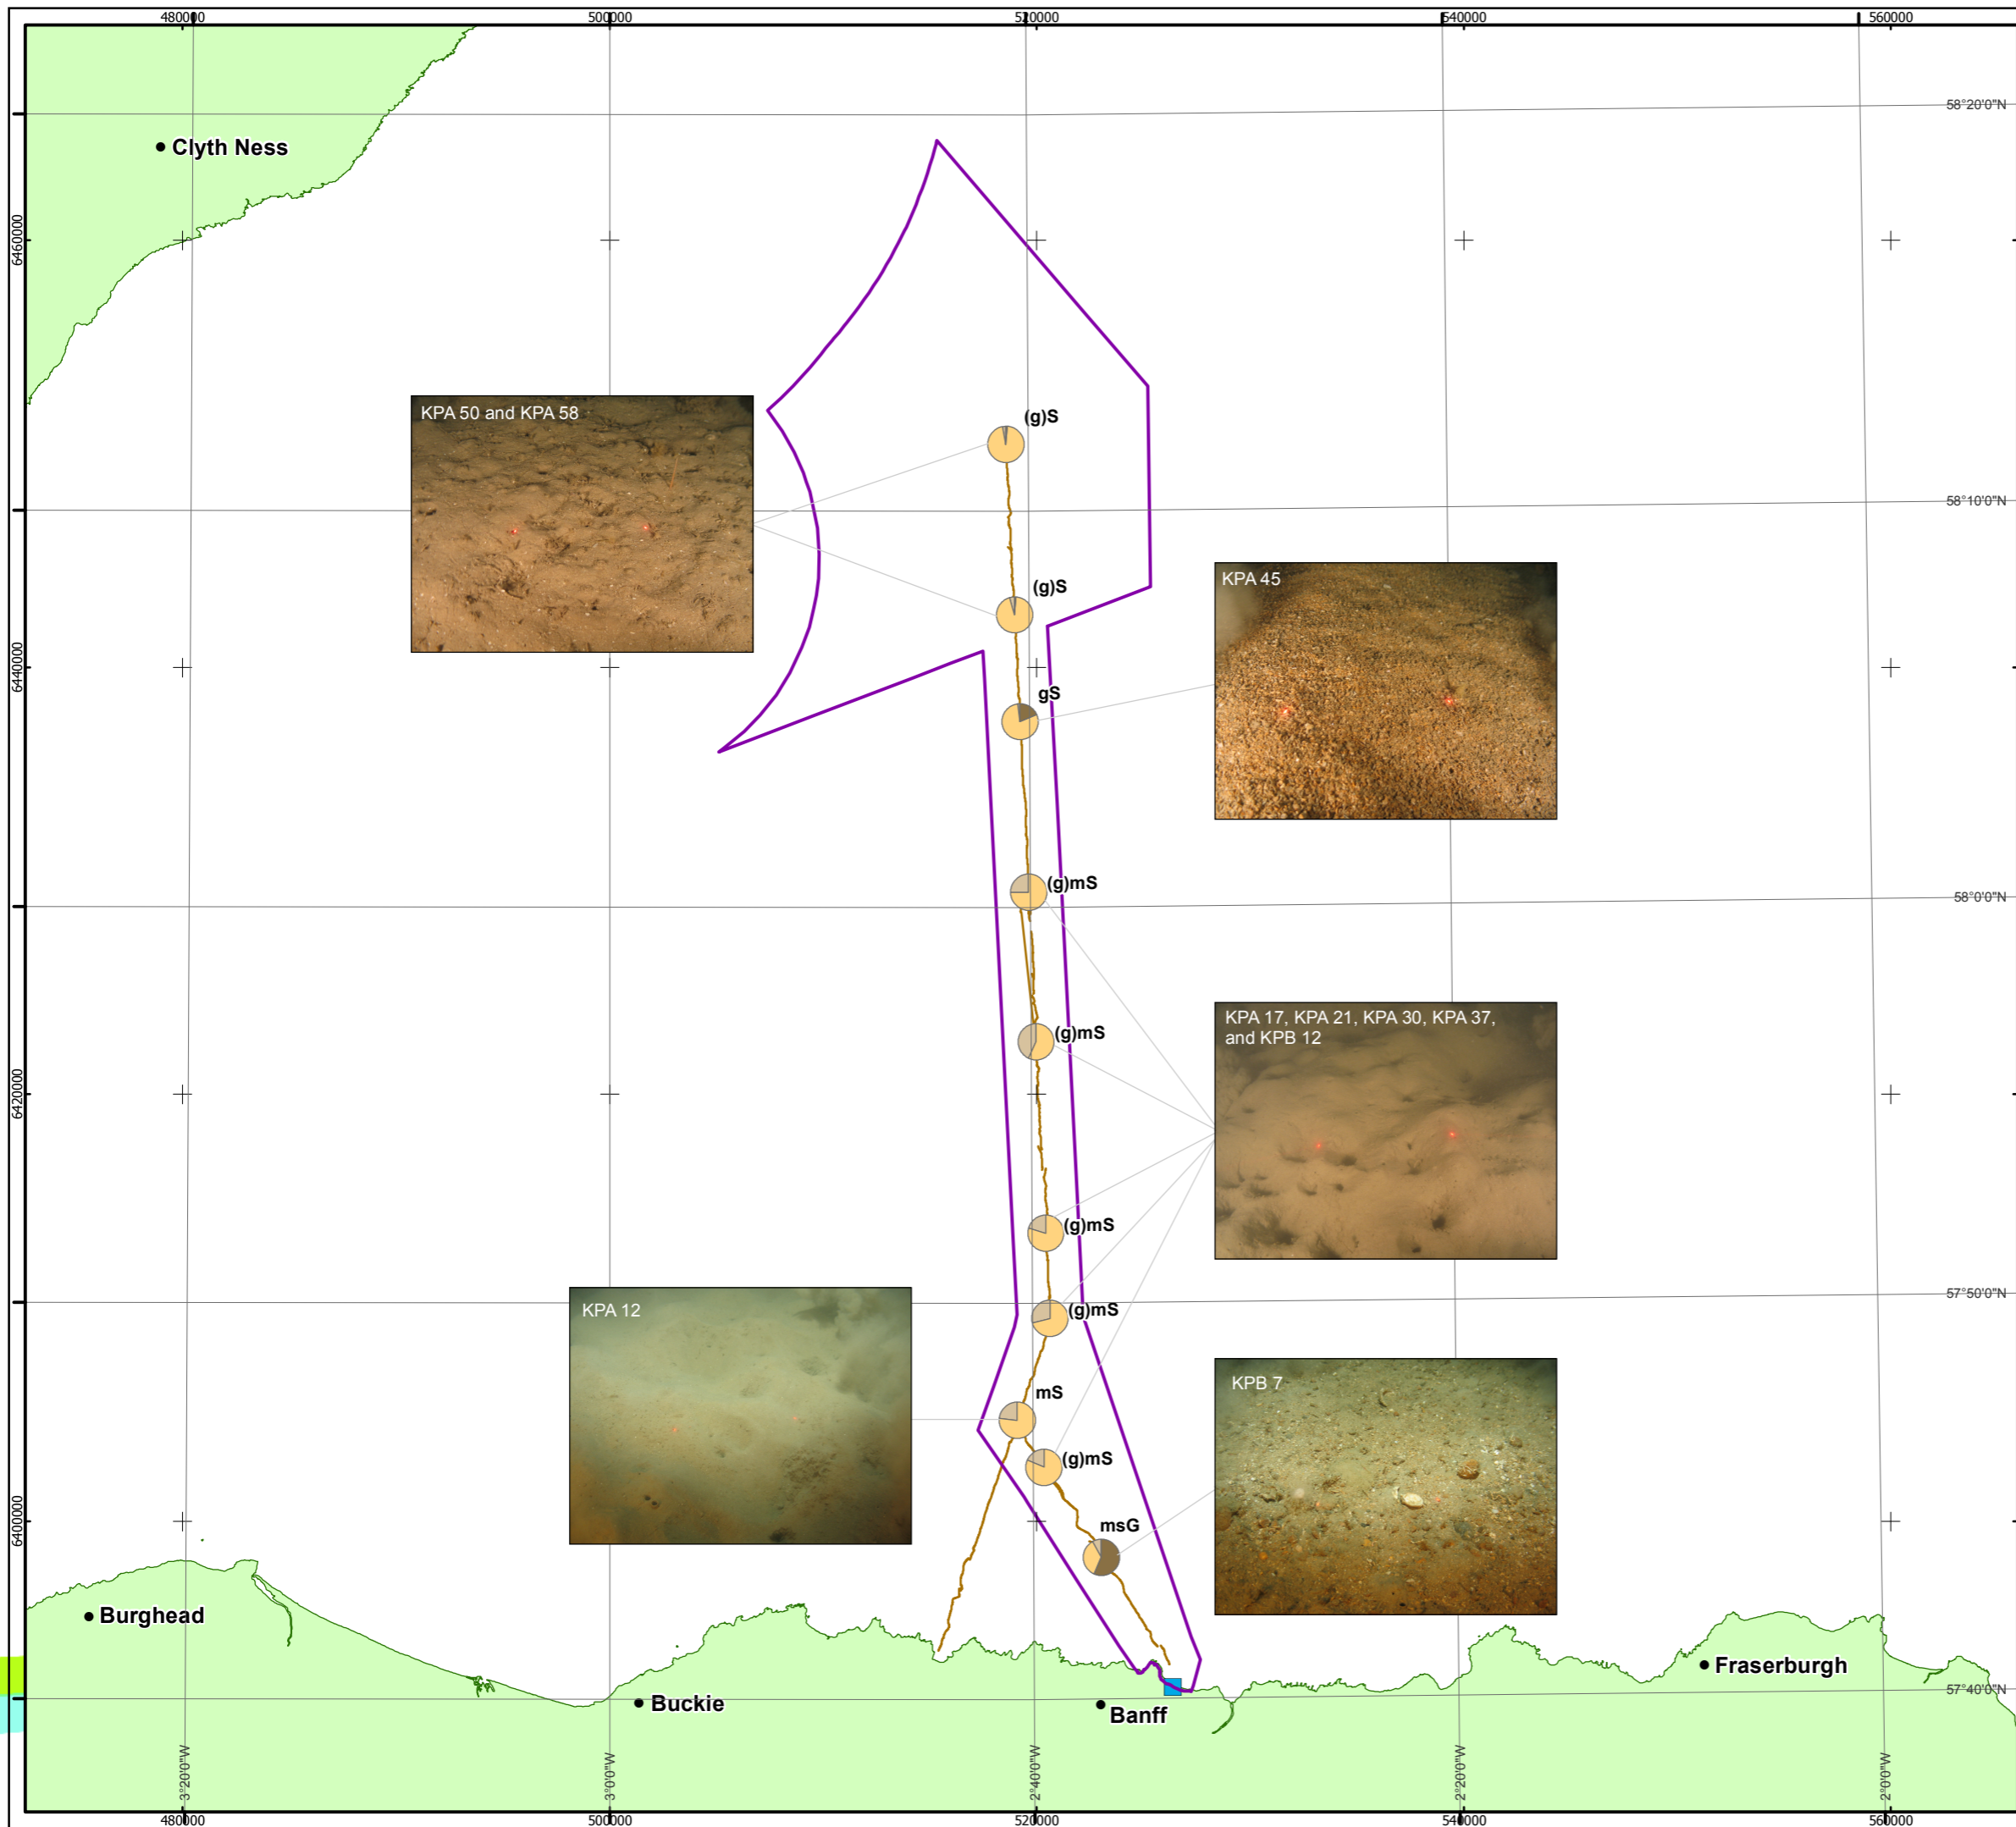 480000
500000
520000
540000
560000
58°20'0"N
Clyth Ness
6460000
KPA 50 and KPA 58
(g)S
58°10'0"N
KPA 45
(g)S
6440000
gS
(g)mS
58°0'0"N
KPA 17, KPA 21, KPA 30, KPA 37,
and KPB 12
(g)mS
6420000
(g)mS
57°50'0"N
KPA 12
(g)mS
KPB 7
mS
(g)mS
6400000
msG
Burghead
Fraserburgh
Buckie
Banff
57°40'0"N
3°20'0"W
3°0'0"W
2°40'0"W
2°20'0"W
2°0'0"W
480000
500000
520000
540000
560000